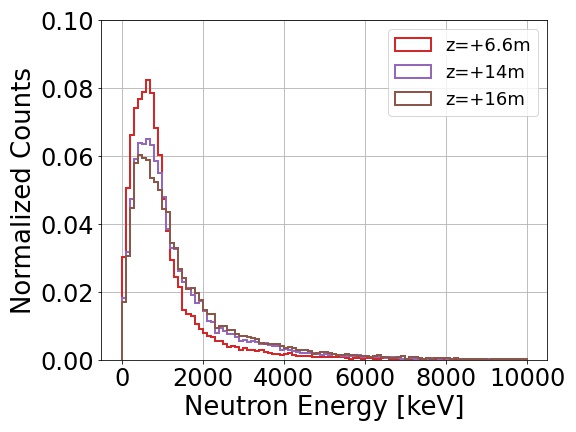 0.10
0.08
0.06
0.04
0.02
0.00
Normalized Counts
z=+6.6m
z=+14m
z=+16m
0 2000 4000 6000 8000 10000
Neutron Energy [keV]